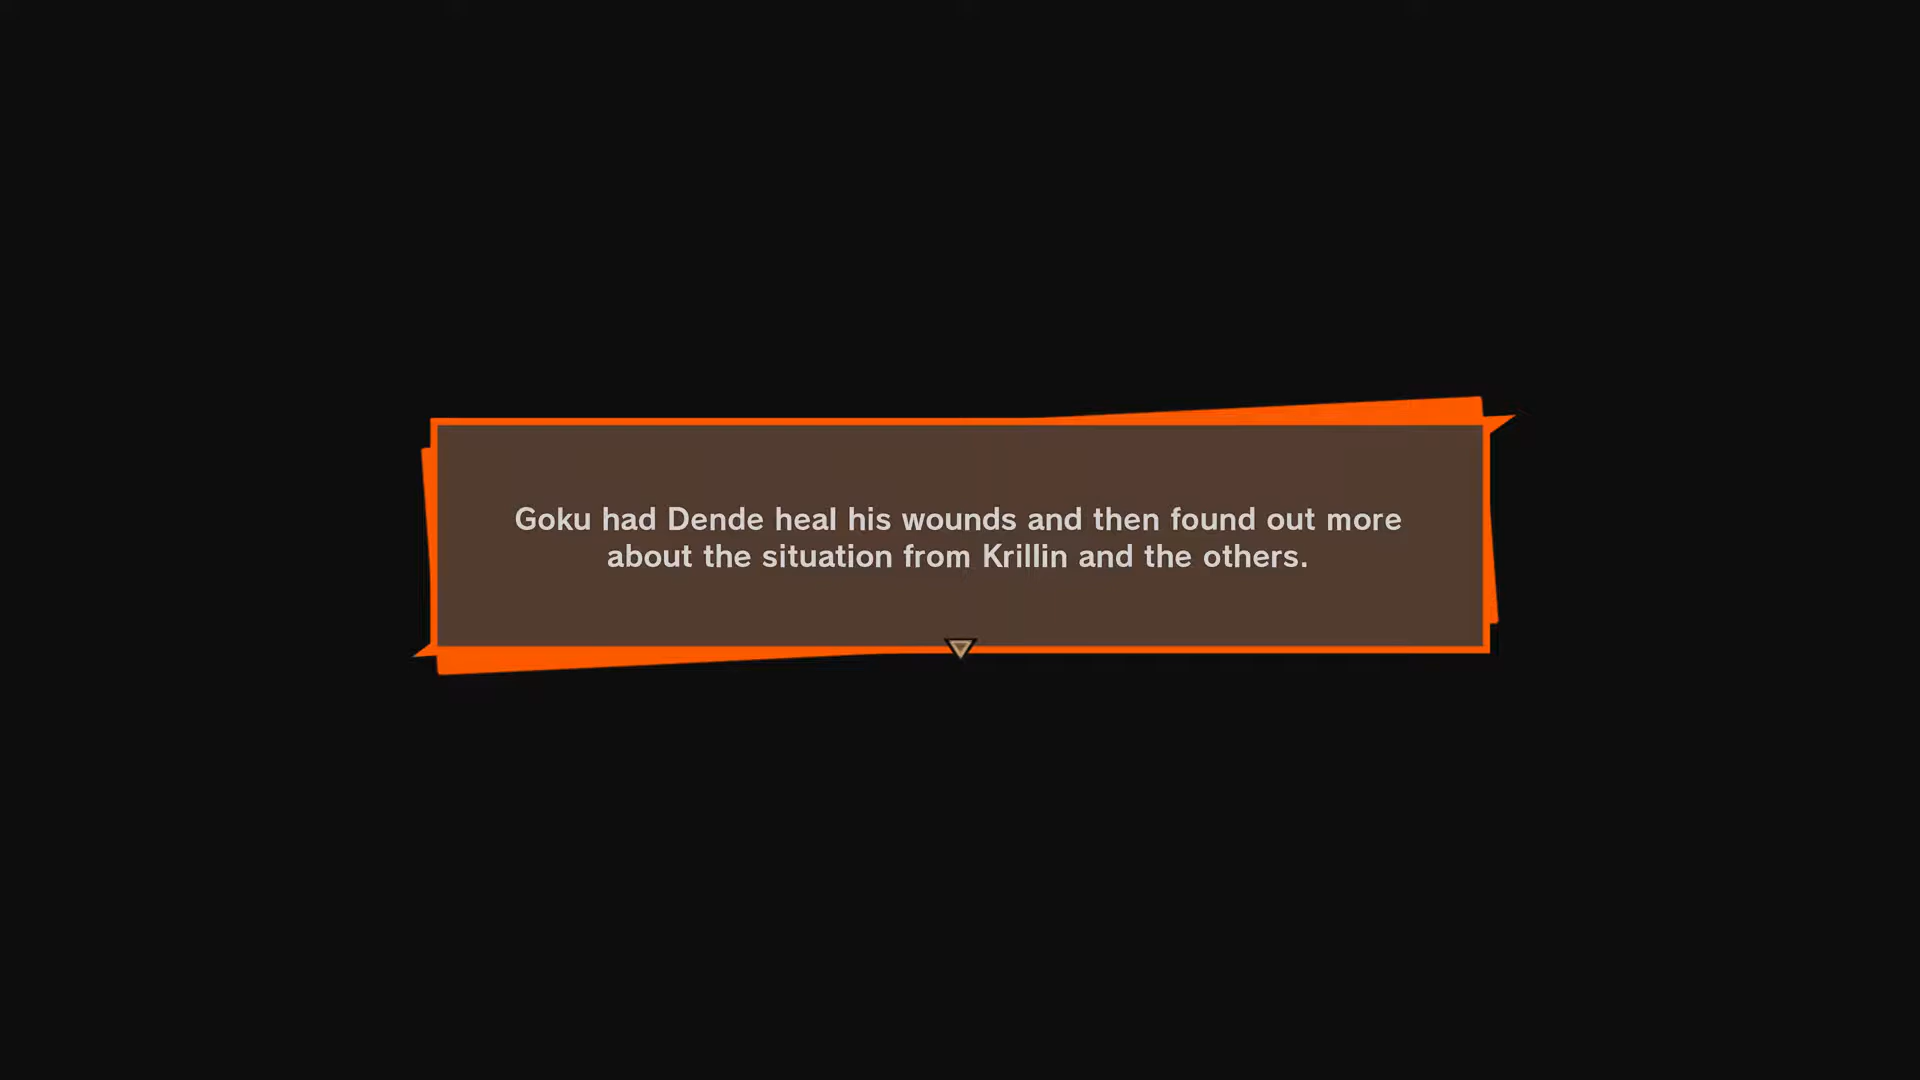 Goku had Dende heal his wounds and then found out more
about the situation from Krillin and the others.